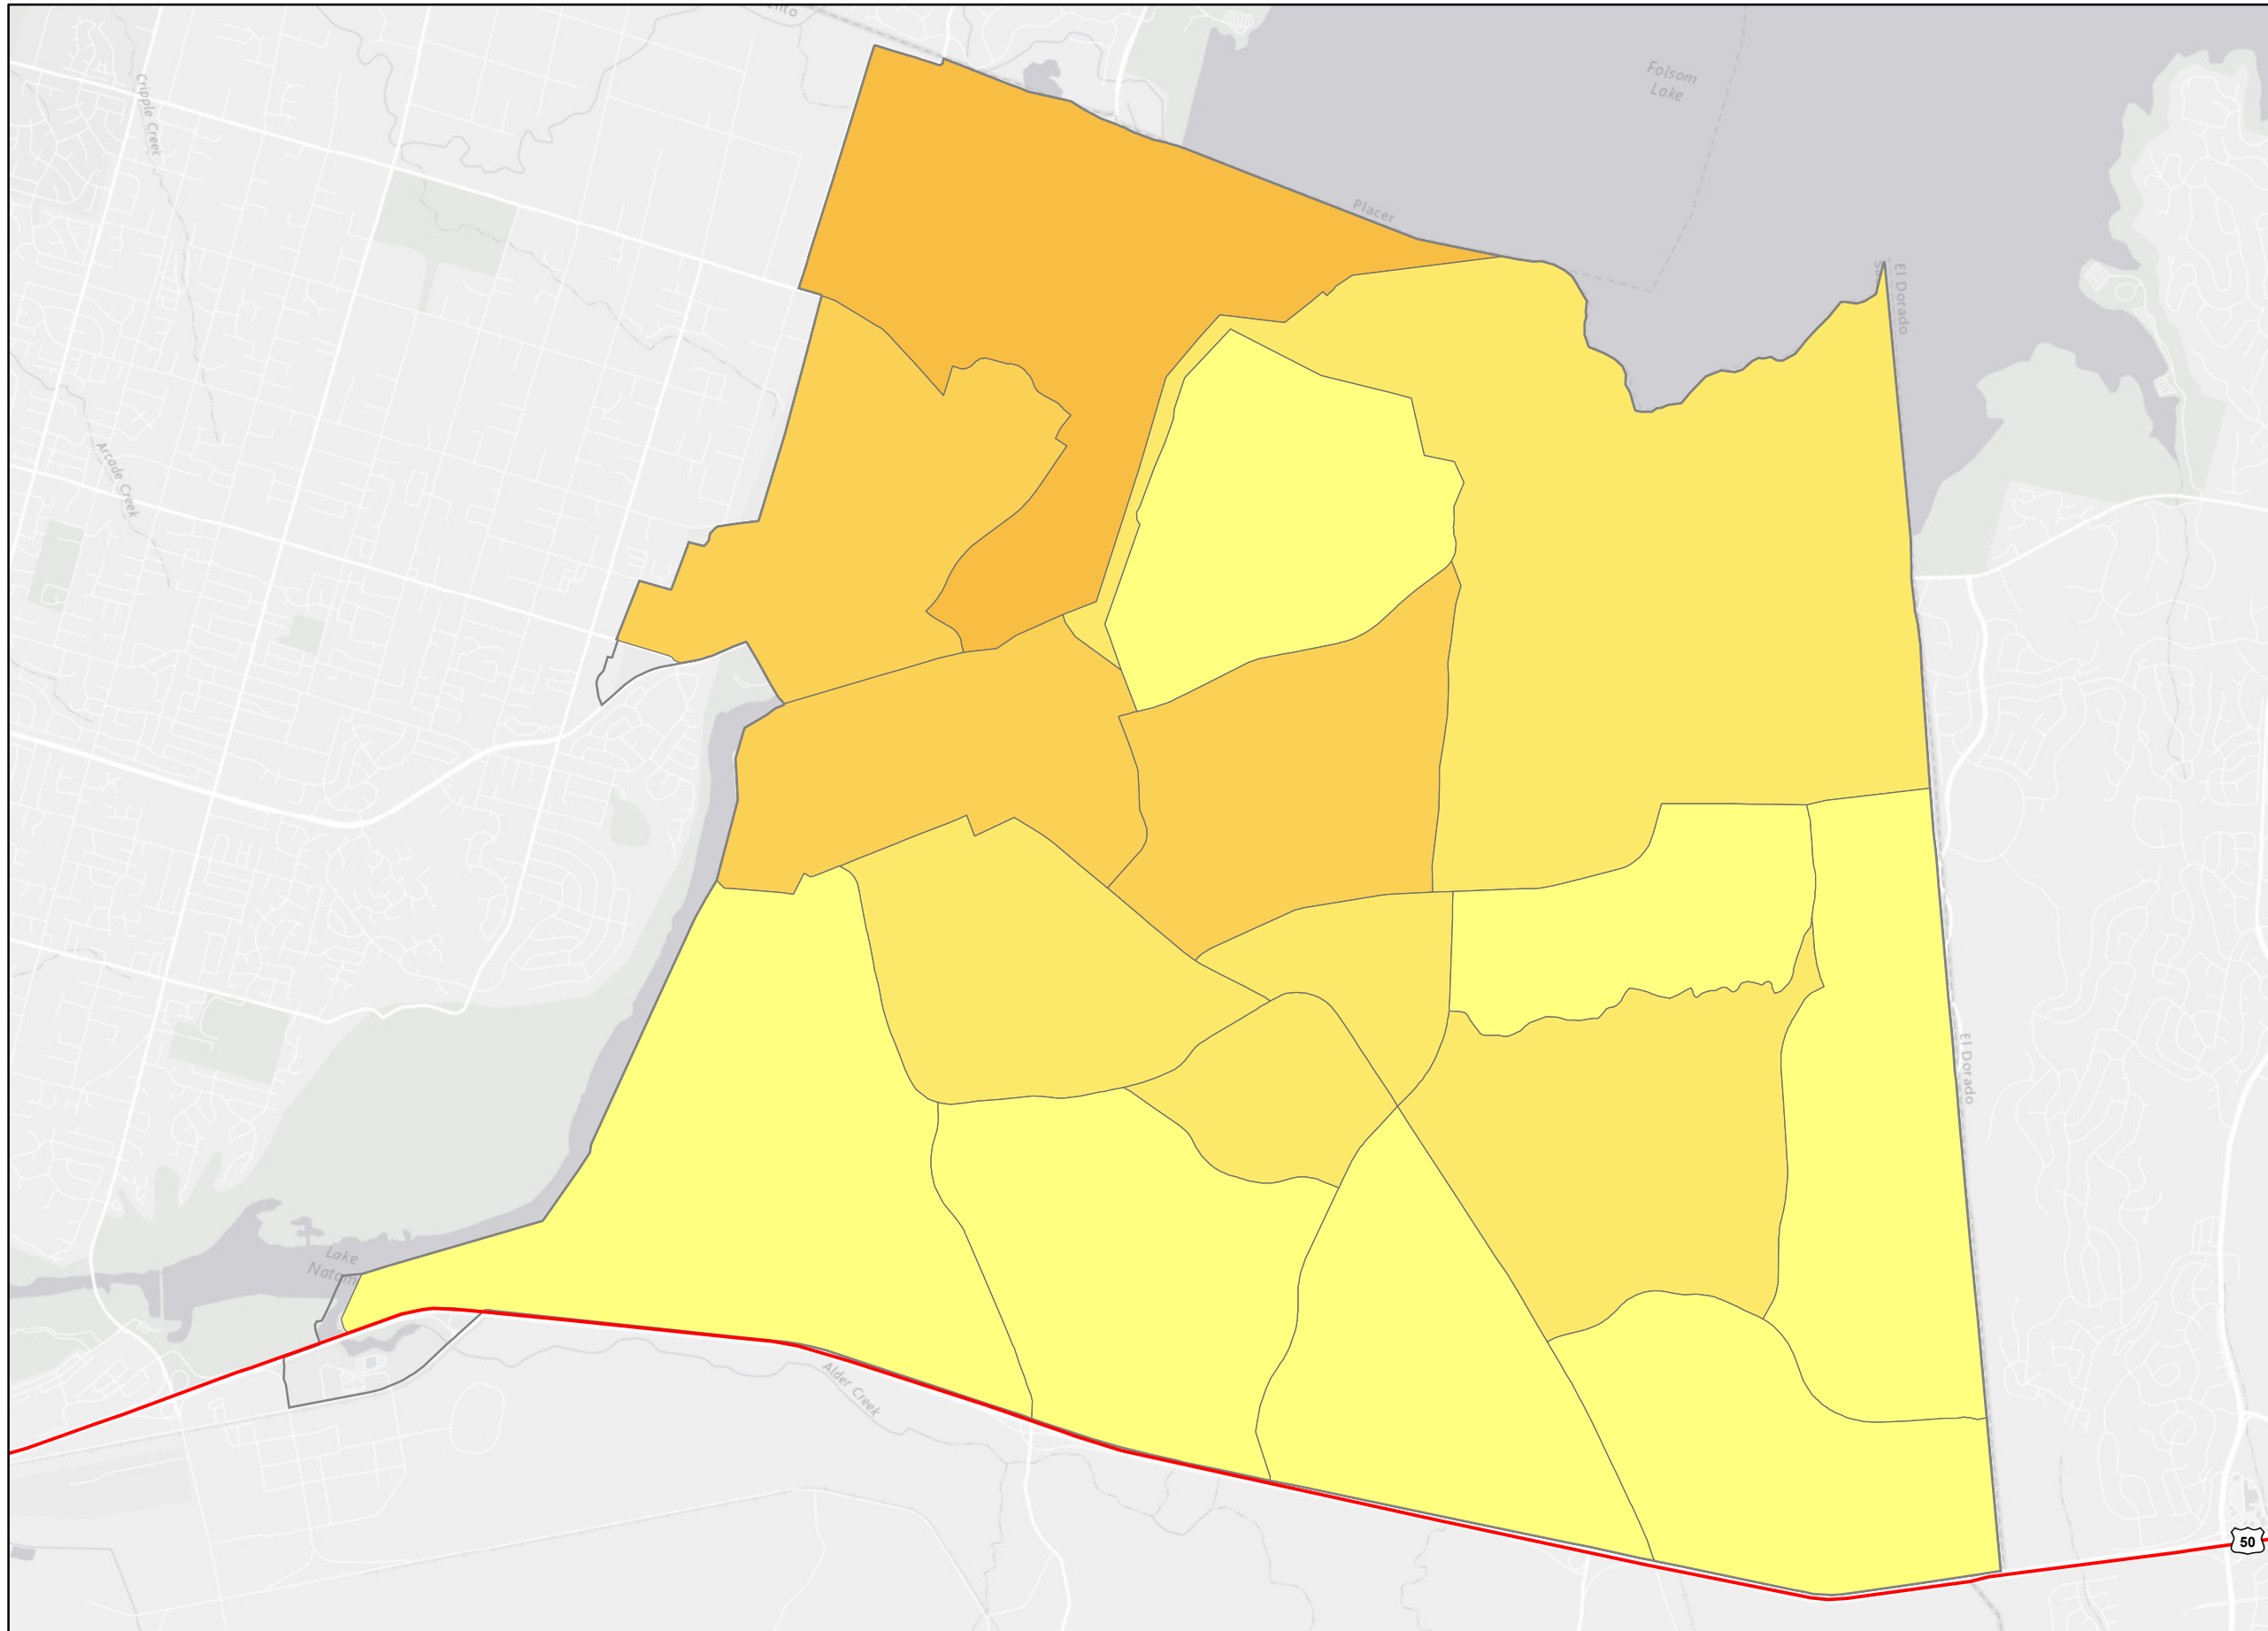 Cripple Creek
Folsom
Lake
Placer
El Dorado
Arcade Creek
El Dorado
Lake
Natoma
Alder Creek
50